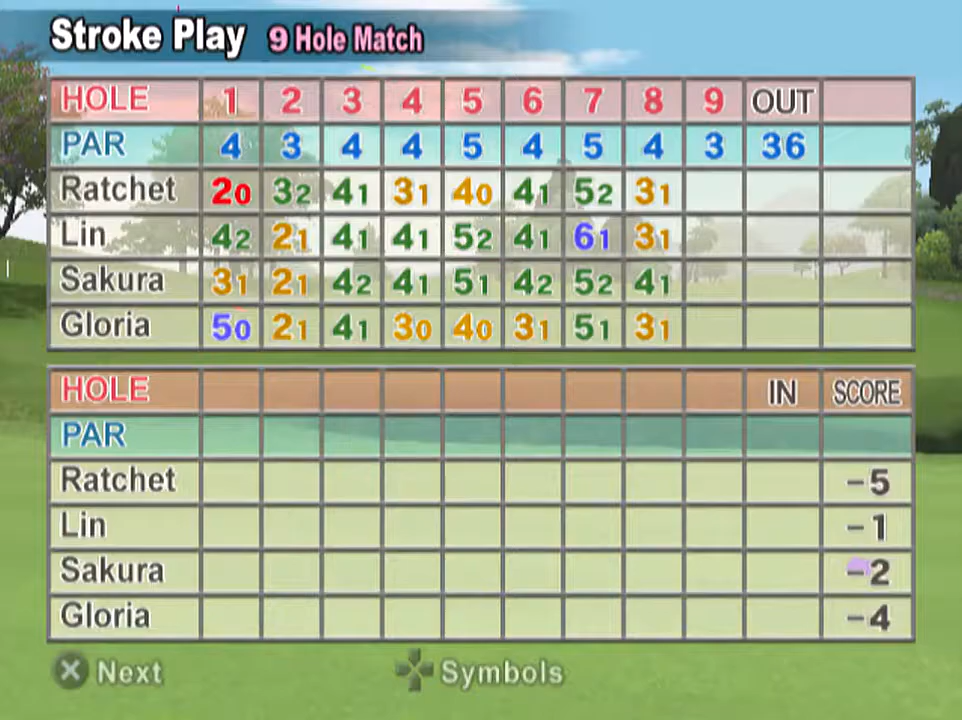 Stroke Play 9 Hole Match
HOLE 1 2 3 4 5 6 7 8 9 OUT
PAR 4 3 4 4 5 4 5 4 3 36
Ratchet 20 32 41 31 40 41 52 31
Lin 42 21 41 41 52 41 61 31
Sakura 31 21 42 41 51 42 52 41
Gloria 50 21 41 30 40 31 51 31
HOLE IN SCORE
PAR
Ratchet -5
Lin -1
Sakura -2
Gloria -4
X Next Symbols